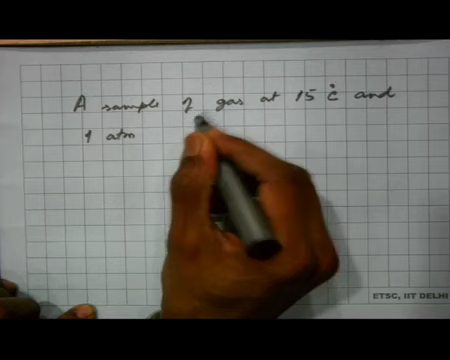 A sample of gas at 15°C and
1 atm
ETSC, IIT DELHI